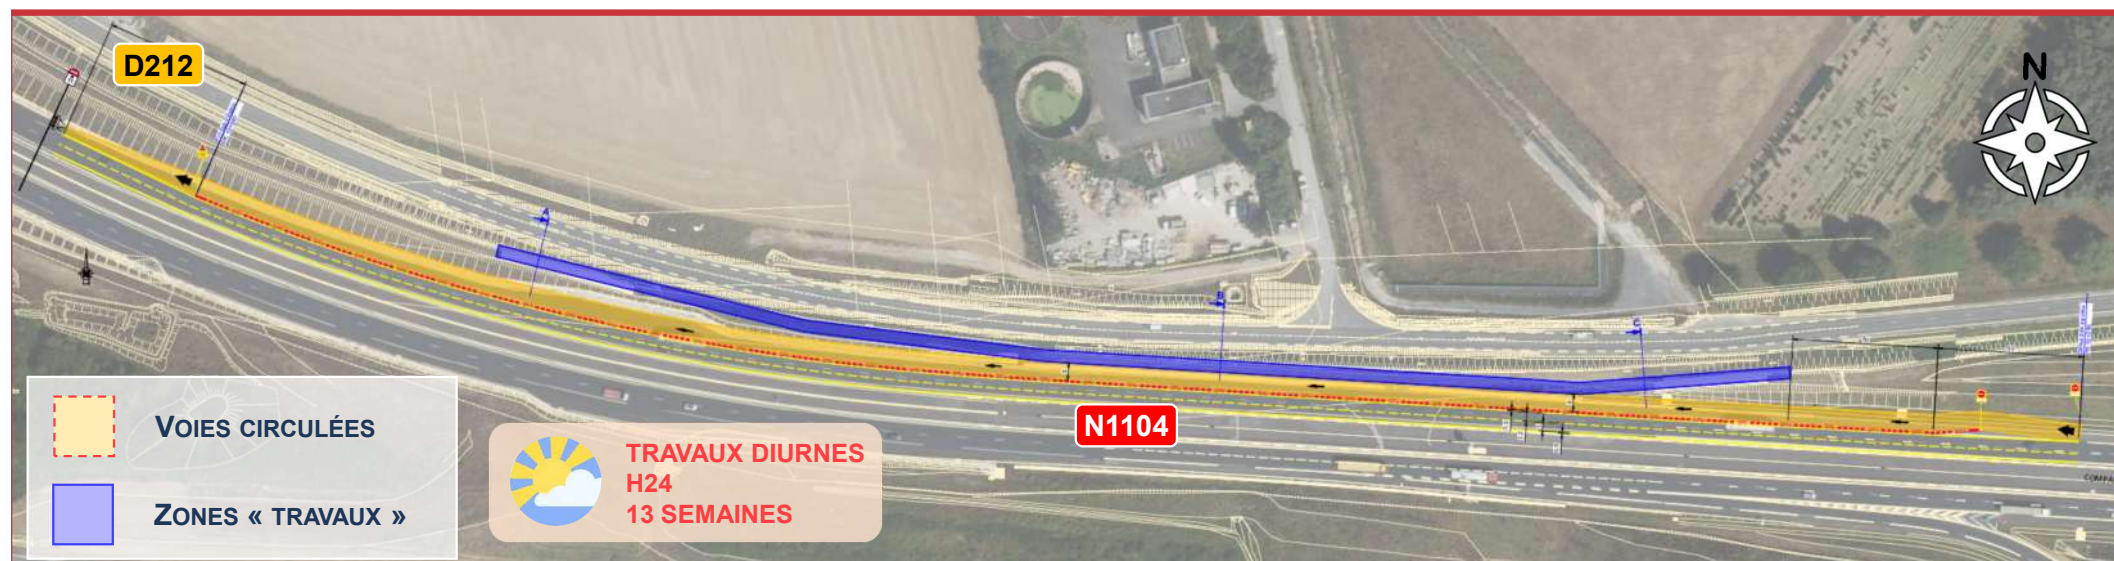 D212
N
A
B
C
N1104
VOIES CIRCULÉES
ZONES « TRAVAUX »
TRAVAUX DIURNES
H24
13 SEMAINES